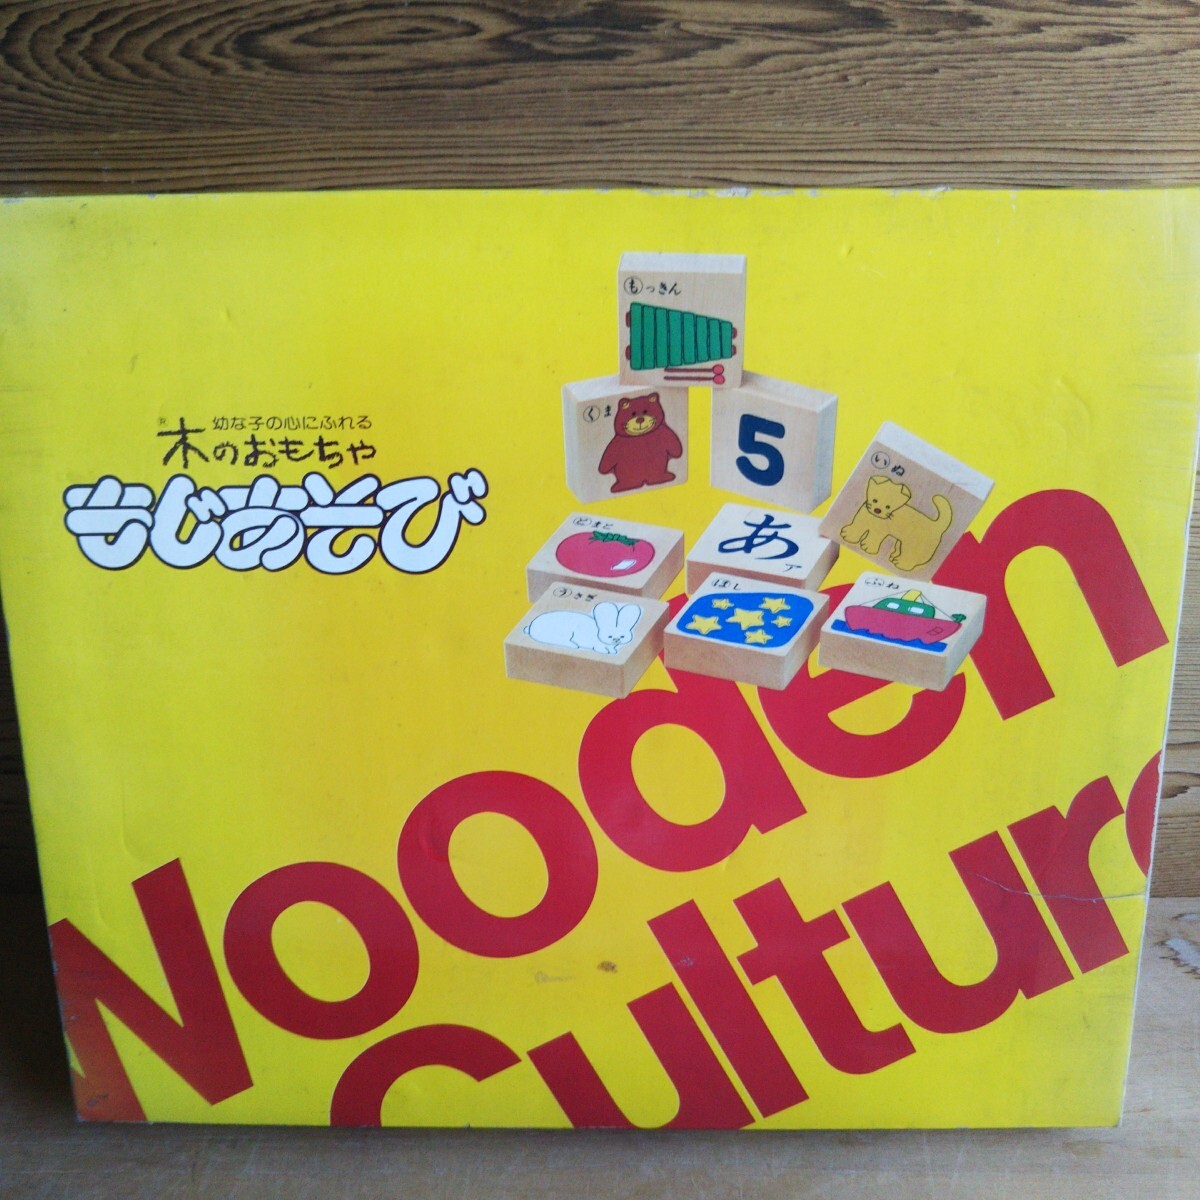 幼な子の心にふれる
木のおもちゃ
もじあそび
もっきん
くま
5
いぬ
とまと
あ
ア
うさぎ
ほし
ふね
Wooden
Culture